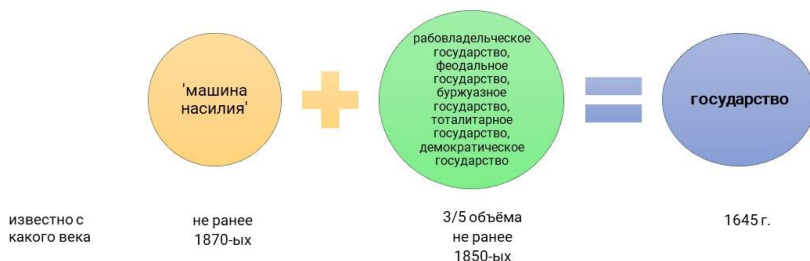 'машина
насилия'
рабовладельческое
государство,
феодальное
государство,
буржуазное
государство,
тоталитарное
государство,
демократическое
государство
государство
известно с
какого века
не ранее
1870-ых
3/5 объёма
не ранее
1850-ых
1645 г.